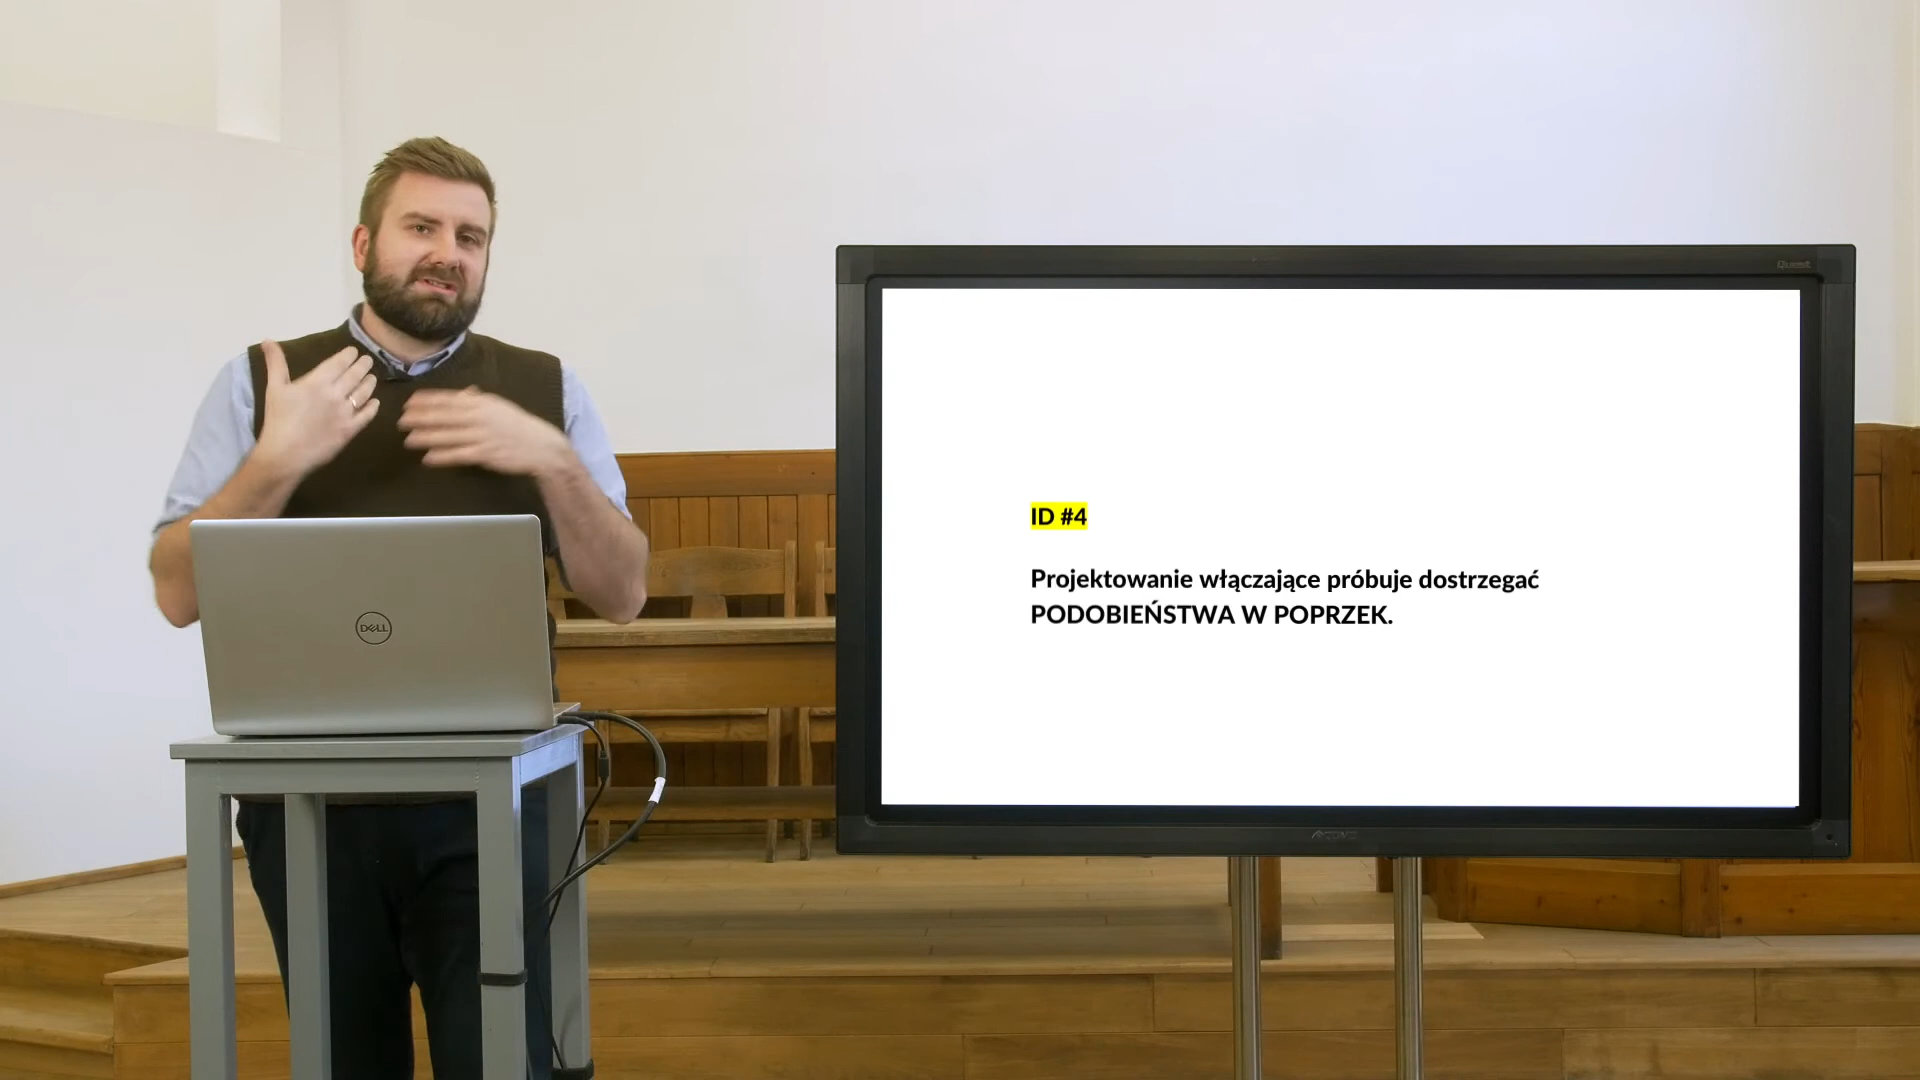 ID #4
Projektowanie włączające próbuje dostrzegać
PODOBIEŃSTWA W POPRZEK.
DELL